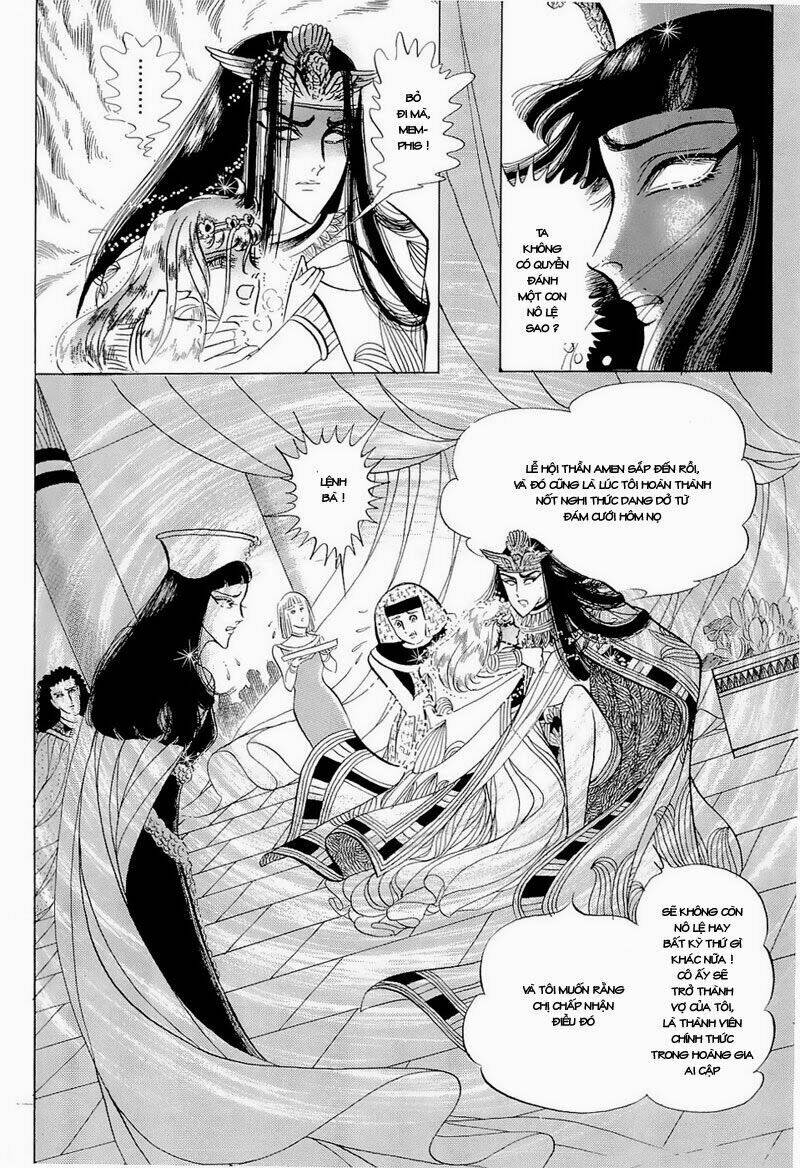 TA
KHÔNG
CÓ QUYỀN
ĐÁNH
MỘT CON
NÔ LỆ
SAO ?
BỎ
ĐI MÀ,
MEM-
PHIS !
LỄ HỘI THẦN AMEN SẮP ĐẾN RỒI,
VÀ ĐÓ CŨNG LÀ LÚC TÔI HOÀN THÀNH
NỐT NGHI THỨC DANG DỞ TỪ
ĐÁM CƯỚI HÔM NỌ
LỆNH
BÀ !
SẼ KHÔNG CÒN
NÔ LỆ HAY
BẤT KỲ THỨ GÌ
KHÁC NỮA !
CÔ ẤY SẼ
TRỞ THÀNH
VỢ CỦA TÔI,
LÀ THÀNH VIÊN
CHÍNH THỨC
TRONG HOÀNG GIA
AI CẬP
VÀ TÔI MUỐN RẰNG
CHỊ CHẤP NHẬN
ĐIỀU ĐÓ